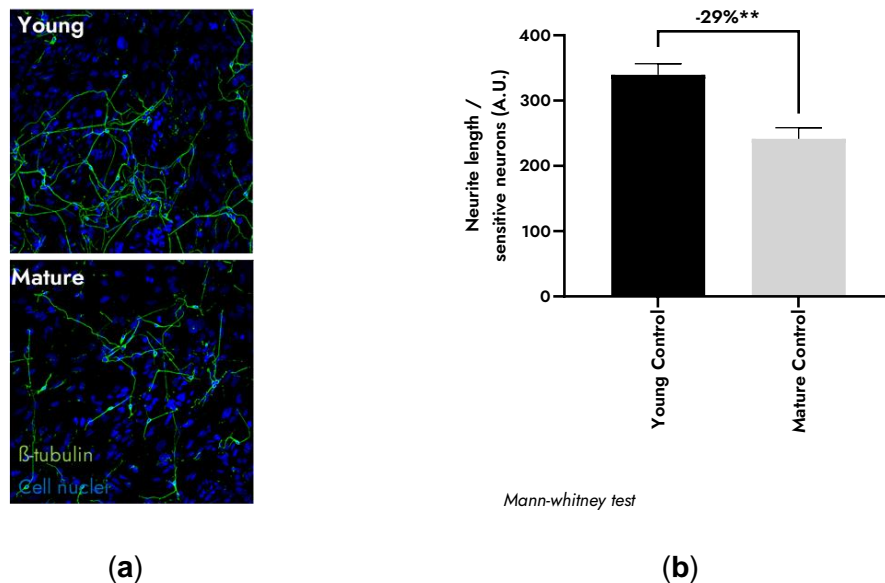 Young
Mature
ß-tubulin
Cell nuclei
(a)
-29%**
Neurite length /
sensitive neurons (A.U.)
400
300
200
100
0
Young Control
Mature Control
Mann-whitney test
(b)